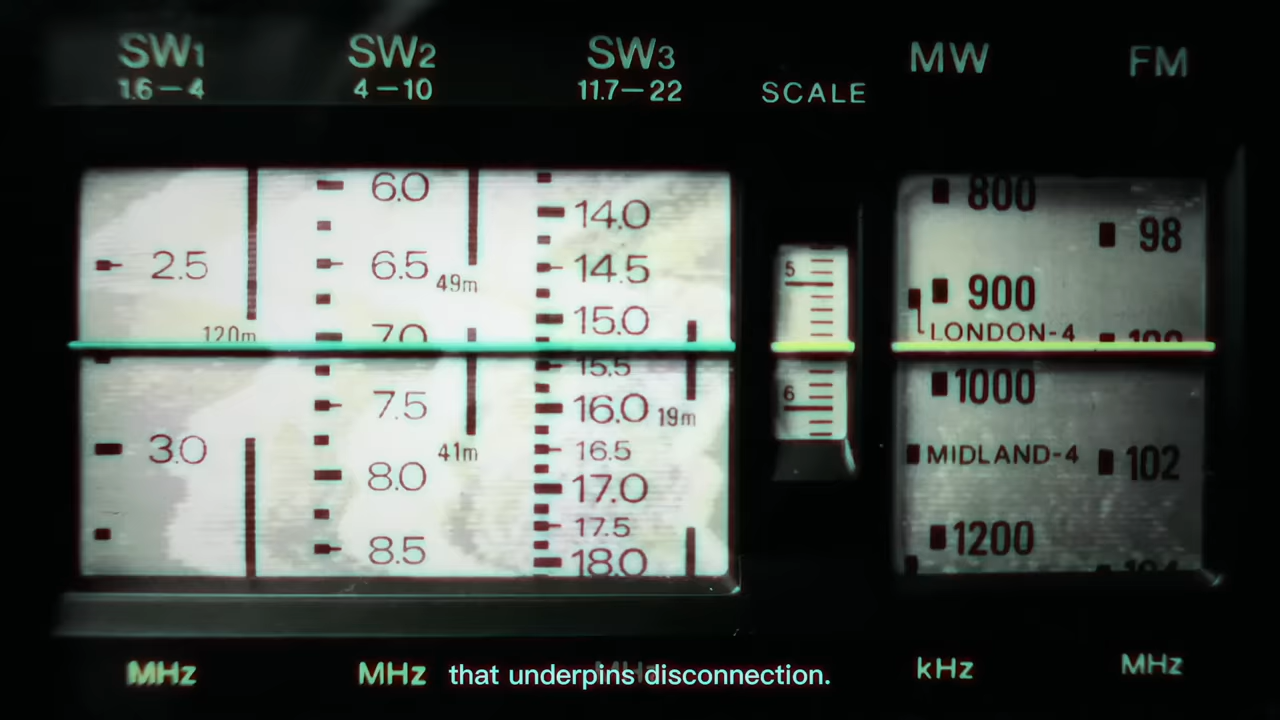 SW1 SW2 SW3 MW FM
1.6–4 4–10 11.7–22 SCALE
6.0 800
14.0
98
2.5 6.5 14.5 5
49m 900
15.0
120m 7.0 LONDON-4 100
15.5
1000
7.5 16.0 19m 6
3.0 41m 16.5 MIDLAND-4 102
8.0 17.0
17.5 1200
8.5 18.0
104
MHz MHz MHz kHz MHz
that underpins disconnection.